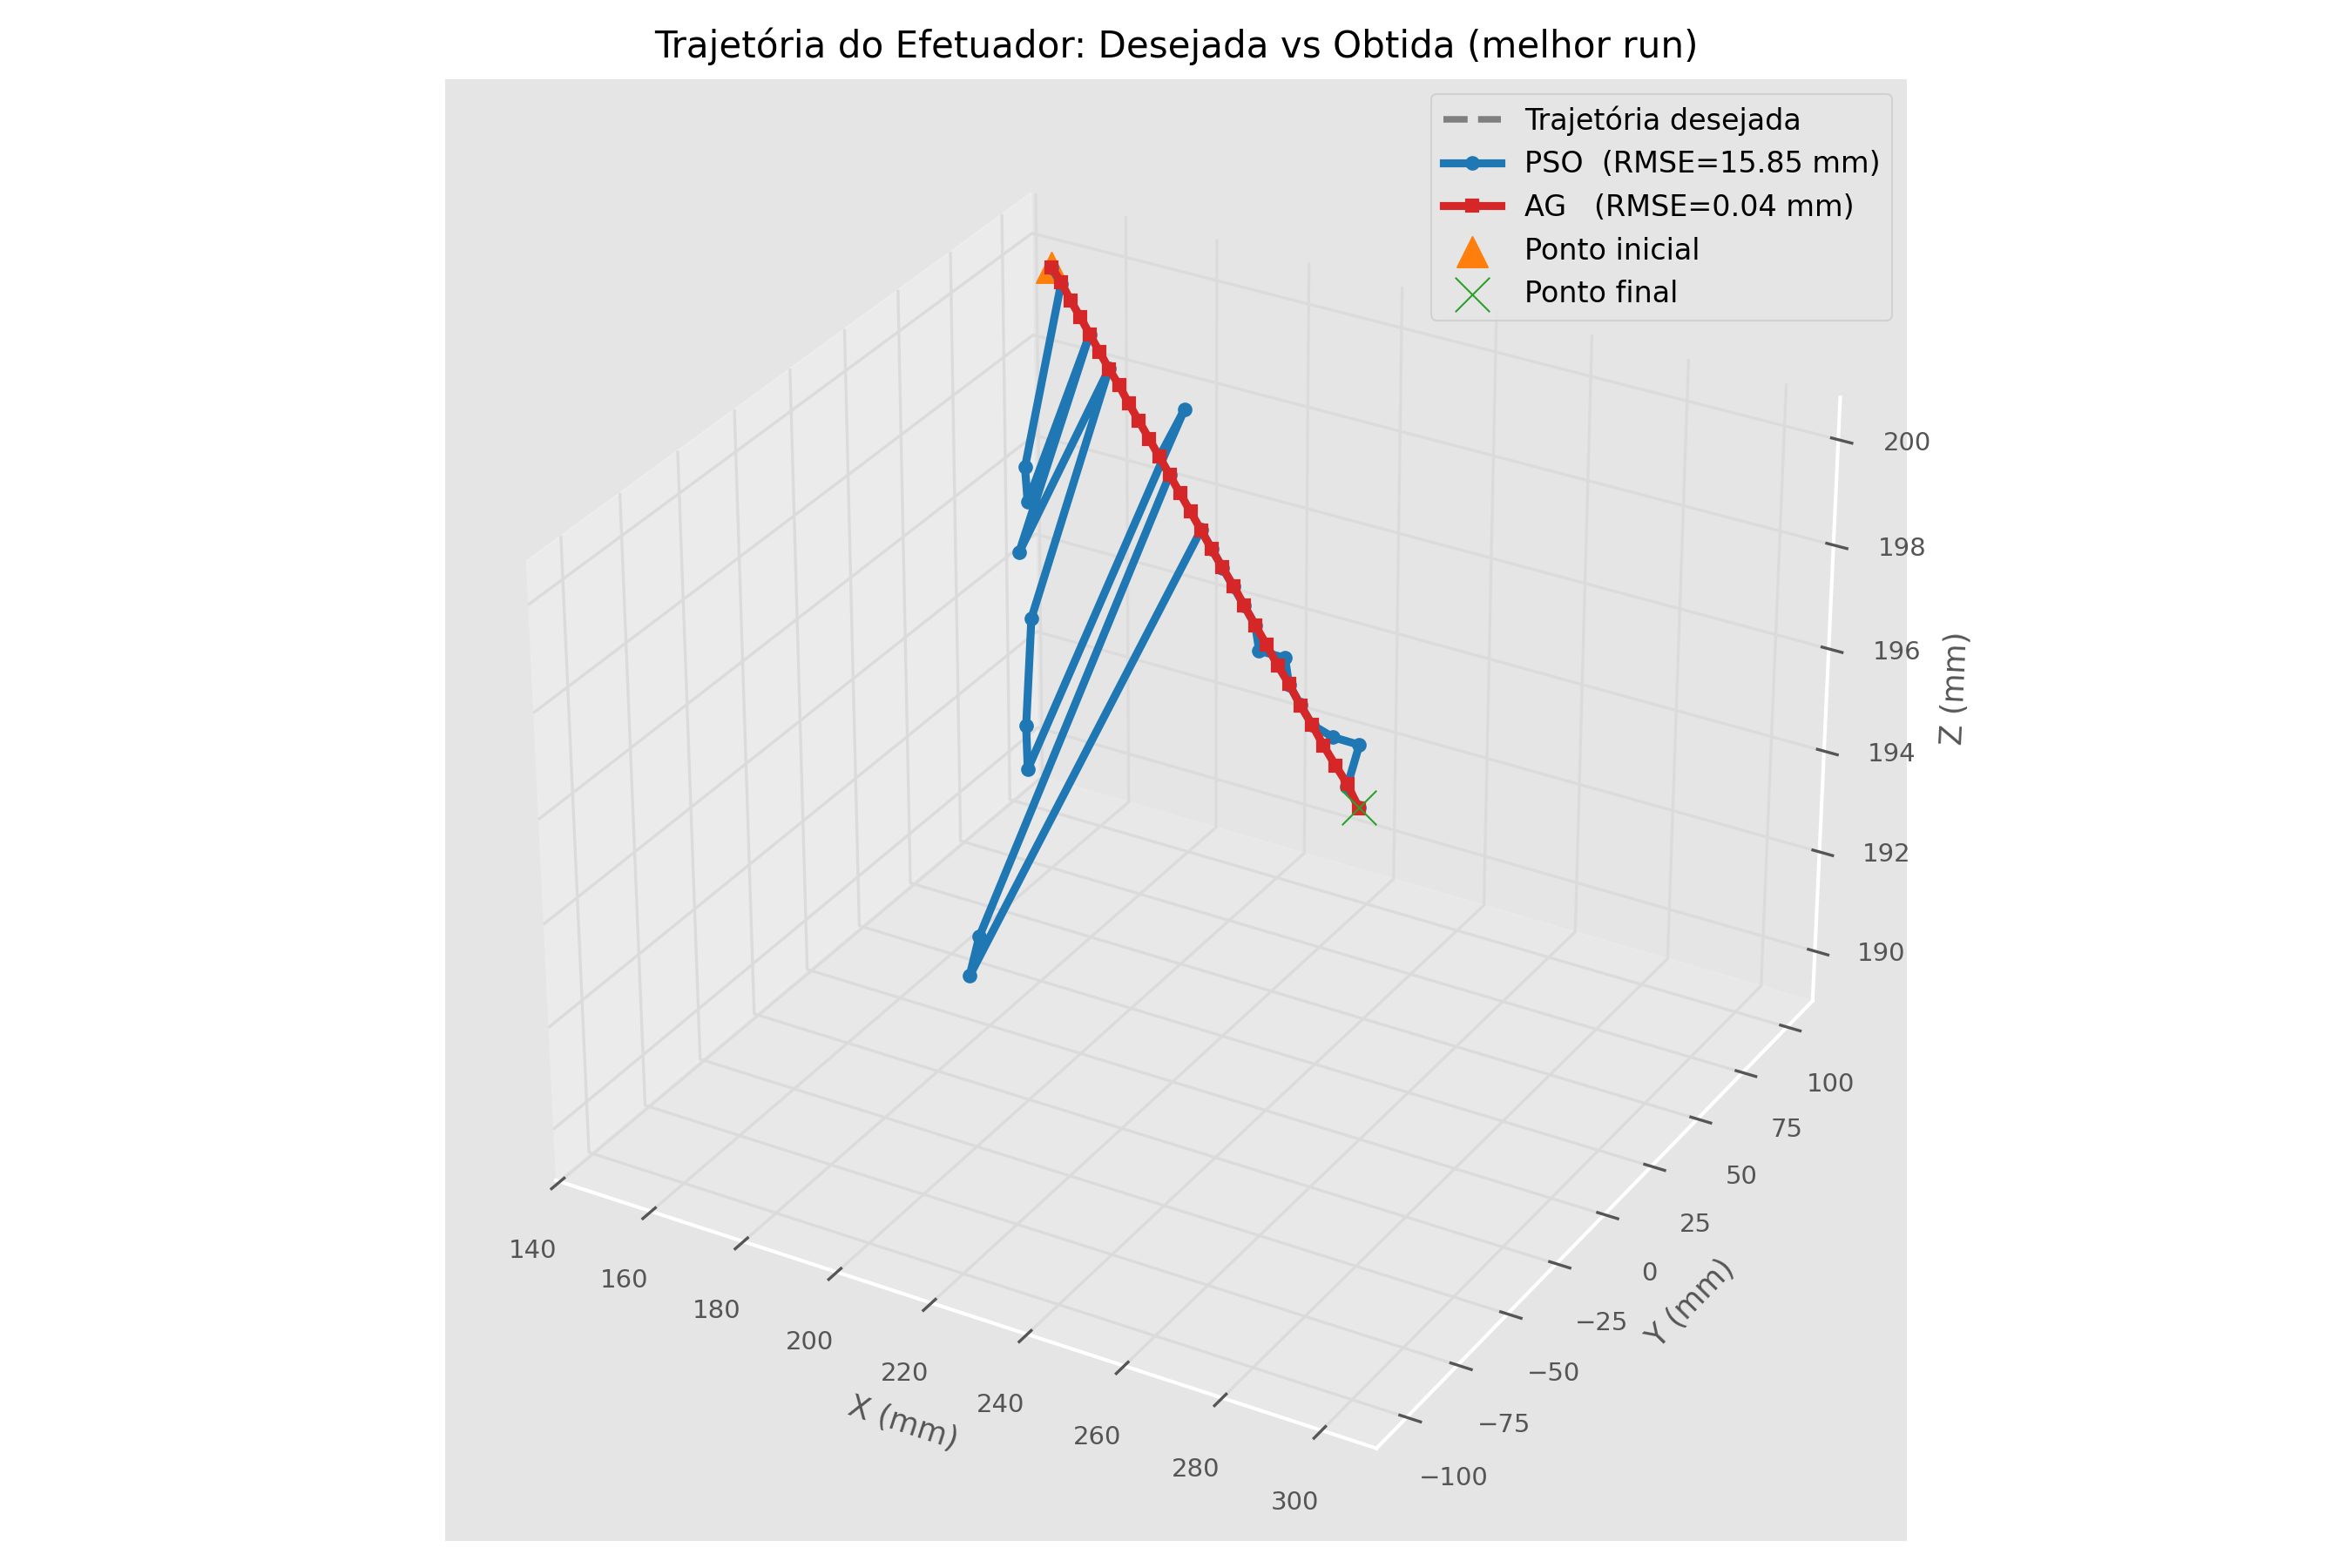 Trajetória do Efetuador: Desejada vs Obtida (melhor run)
Trajetória desejada
PSO  (RMSE=15.85 mm)
AG   (RMSE=0.04 mm)
Ponto inicial
Ponto final
200
198
196
194
192
190
Z (mm)
100
75
50
25
0
−25
−50
−75
−100
Y (mm)
140
160
180
200
220
240
260
280
300
X (mm)